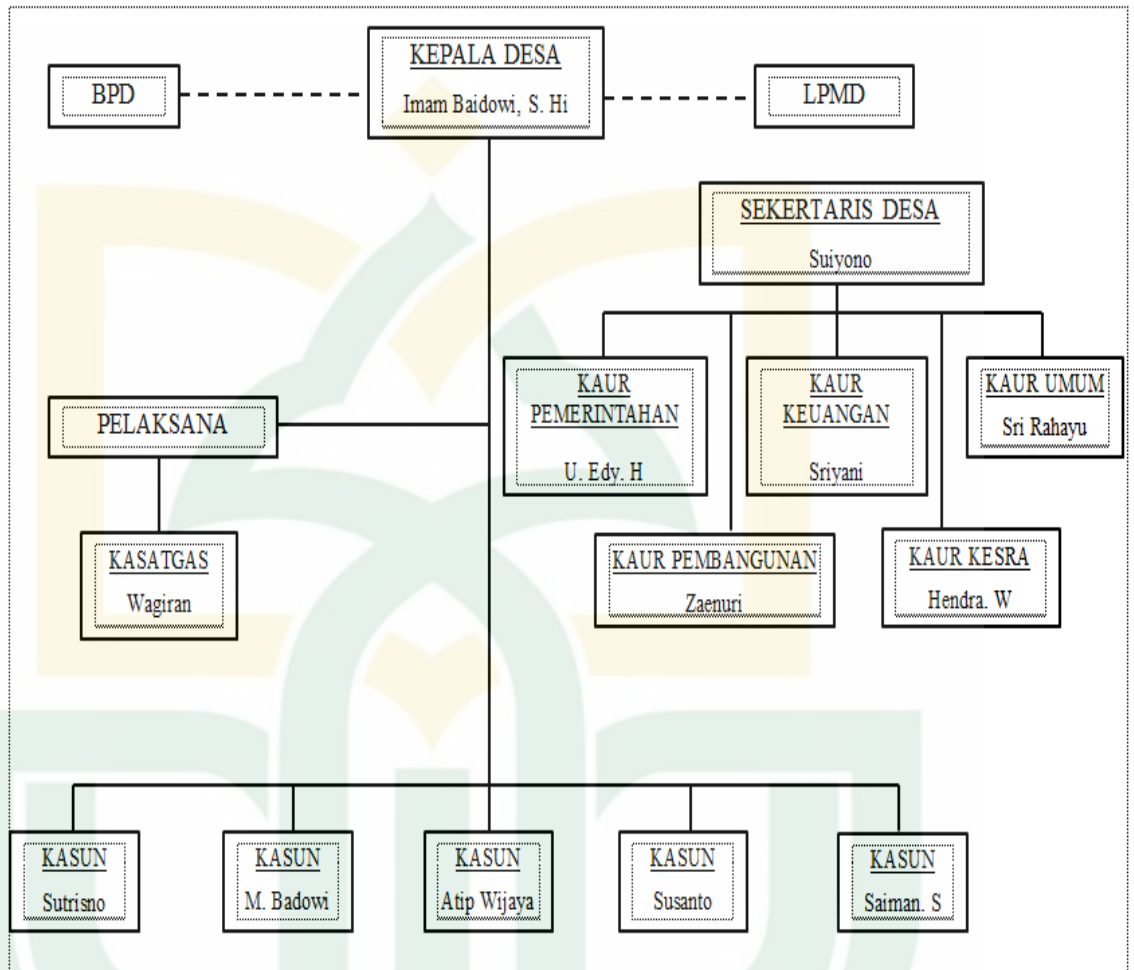 KEPALA DESA
Imam Baidowi, S. Hi
BPD
LPMD
SEKERTARIS DESA
Suiyono
KAUR
PEMERINTAHAN
U. Edy. H
KAUR
KEUANGAN
Sriyani
KAUR UMUM
Sri Rahayu
PELAKSANA
KASATGAS
Wagiran
KAUR PEMBANGUNAN
Zaenuri
KAUR KESRA
Hendra. W
KASUN
Sutrisno
KASUN
M. Badowi
KASUN
Atip Wijaya
KASUN
Susanto
KASUN
Saiman. S